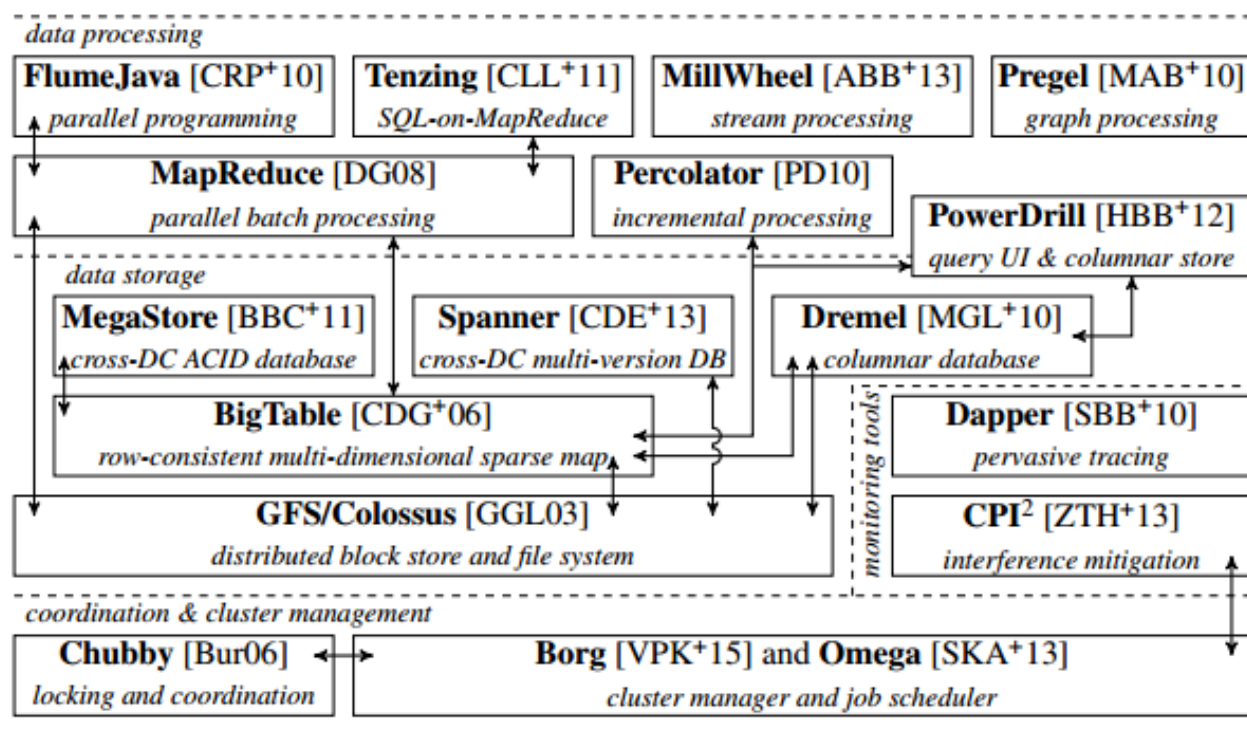 data processing
FlumeJava [CRP+10]
parallel programming
Tenzing [CLL+11]
SQL-on-MapReduce
MillWheel [ABB+13]
stream processing
Pregel [MAB+10]
graph processing
MapReduce [DG08]
parallel batch processing
Percolator [PD10]
incremental processing
PowerDrill [HBB+12]
query UI & columnar store
data storage
MegaStore [BBC+11]
cross-DC ACID database
Spanner [CDE+13]
cross-DC multi-version DB
Dremel [MGL+10]
columnar database
BigTable [CDG+06]
row-consistent multi-dimensional sparse map
monitoring tools
Dapper [SBB+10]
pervasive tracing
GFS/Colossus [GGL03]
distributed block store and file system
CPI² [ZTH+13]
interference mitigation
coordination & cluster management
Chubby [Bur06]
locking and coordination
Borg [VPK+15] and Omega [SKA+13]
cluster manager and job scheduler